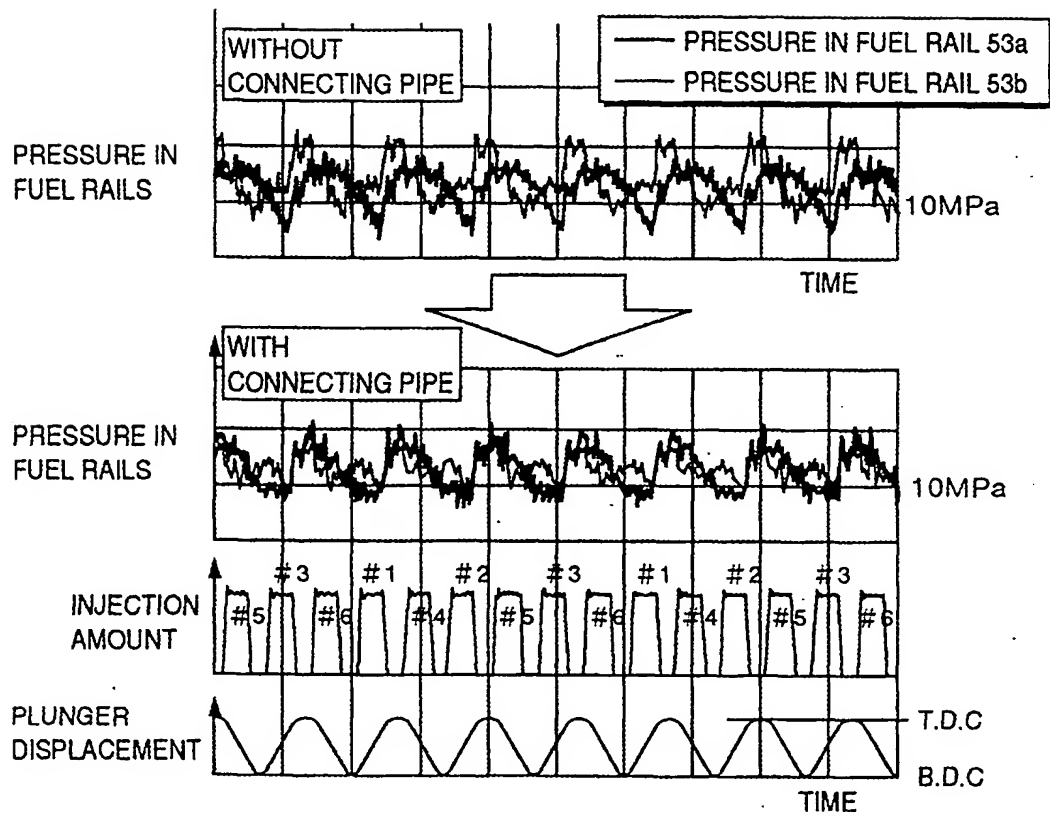 WITHOUT
CONNECTING PIPE
PRESSURE IN FUEL RAIL 53a
PRESSURE IN FUEL RAIL 53b
PRESSURE IN
FUEL RAILS
10MPa
TIME
WITH
CONNECTING PIPE
PRESSURE IN
FUEL RAILS
10MPa
INJECTION
AMOUNT
#3 #1 #2 #3 #1 #2 #3
#5 #6 #4 #5 #6 #4 #5 #6
PLUNGER
DISPLACEMENT
T.D.C
B.D.C
TIME